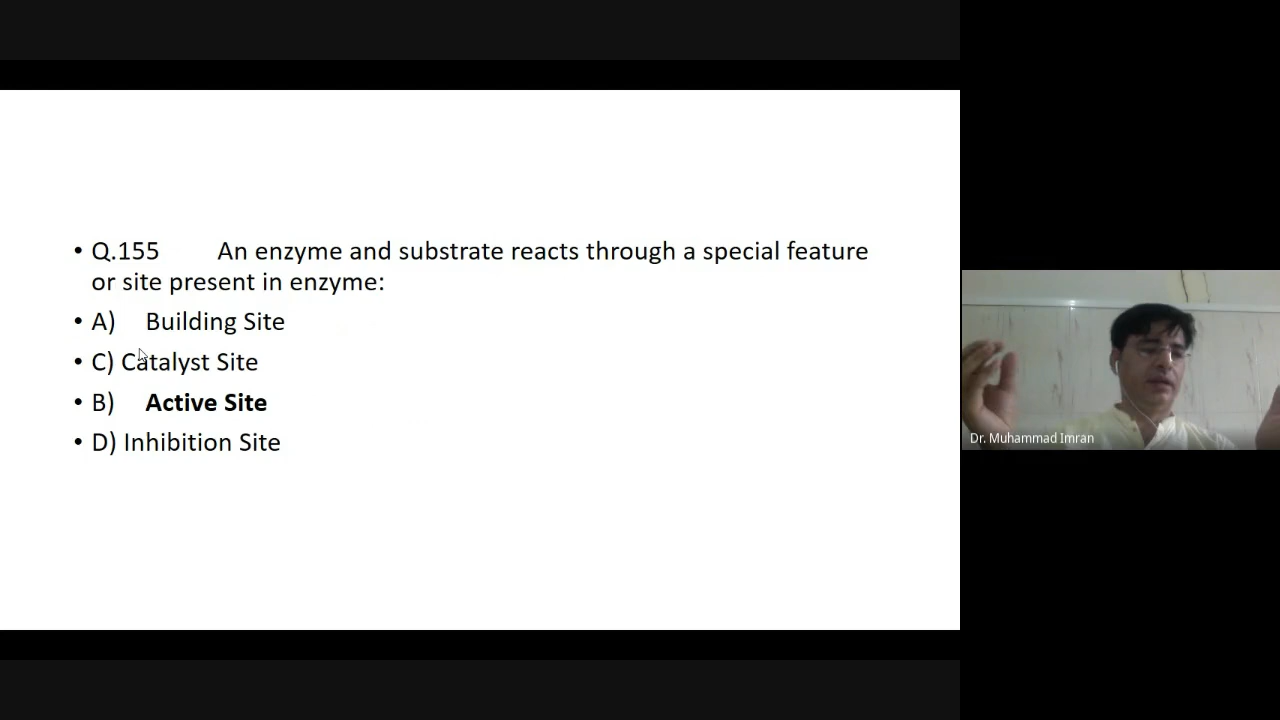 • Q.155 An enzyme and substrate reacts through a special feature
or site present in enzyme:
• A) Building Site
• C) Catalyst Site
• B) Active Site
• D) Inhibition Site
Dr. Muhammad Imran